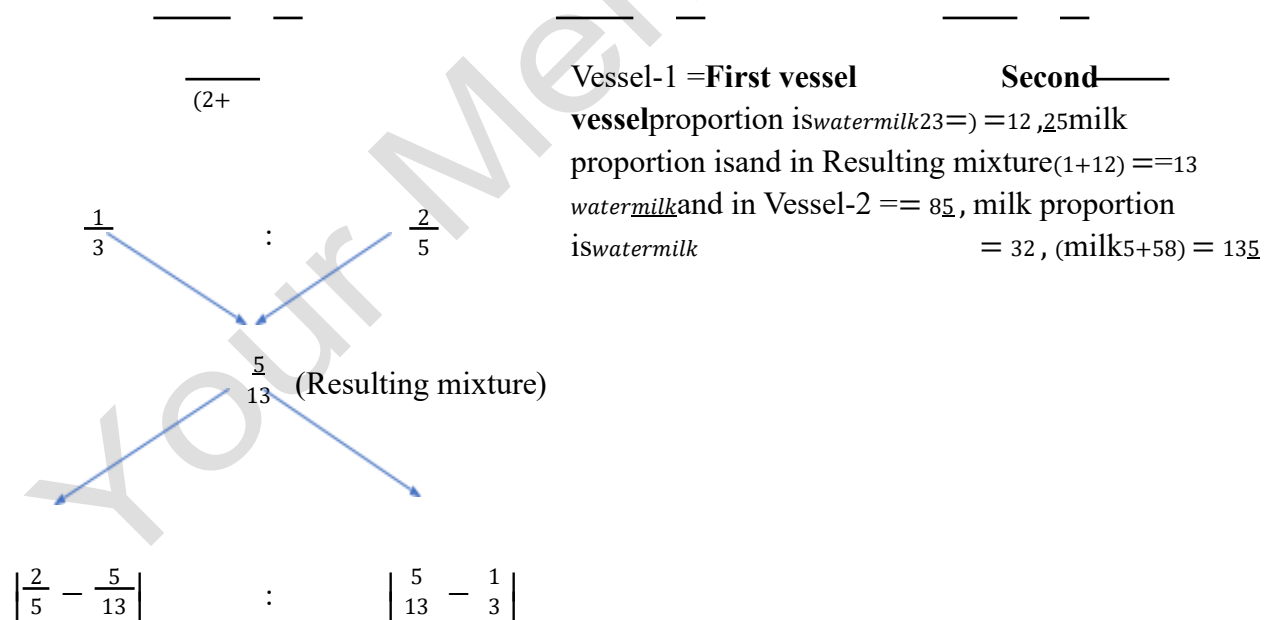 Vessel-1 =First vessel Second
(2+
vesselproportion iswatermilk23=) =12 ,25milk
proportion isand in Resulting mixture(1+12) ==13
watermilkand in Vessel-2 == 85 , milk proportion
iswatermilk = 32 , (milk5+58) = 135
1/3 : 2/5
5/13 (Resulting mixture)
|2/5 − 5/13| : |5/13 − 1/3|
Your Me